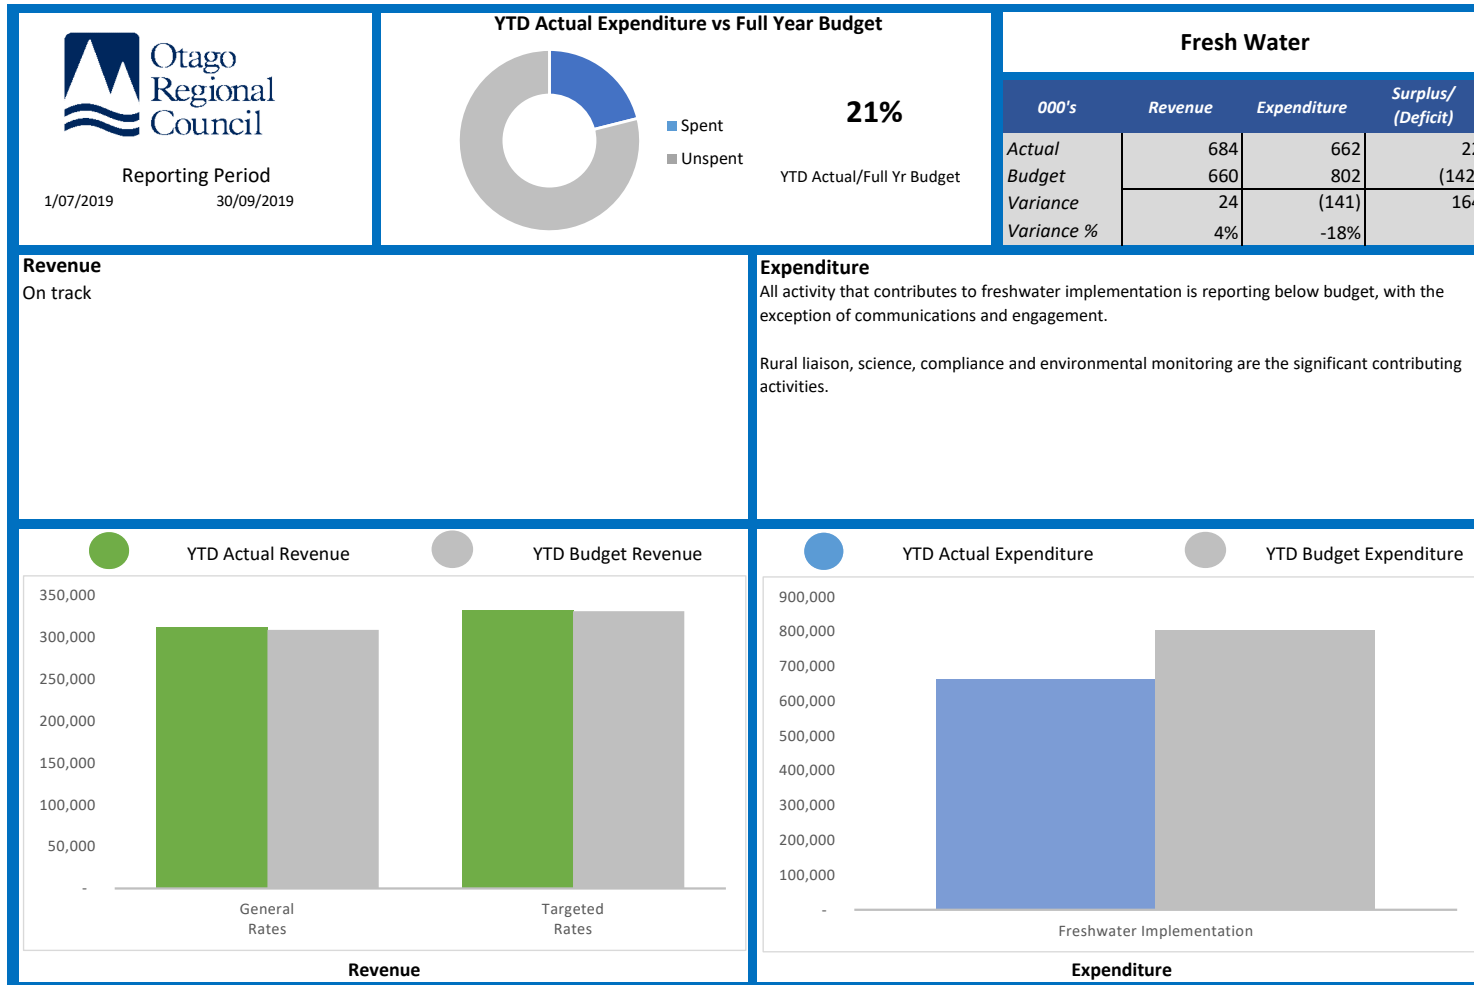 Otago
Regional
Council
Reporting Period
1/07/2019 30/09/2019
YTD Actual Expenditure vs Full Year Budget
Spent
Unspent
21%
YTD Actual/Full Yr Budget
Fresh Water
000's Revenue Expenditure Surplus/ (Deficit)
Actual 684 662 22
Budget 660 802 (142
Variance 24 (141) 164
Variance % 4% -18%
Revenue
On track
Expenditure
All activity that contributes to freshwater implementation is reporting below budget, with the
exception of communications and engagement.
Rural liaison, science, compliance and environmental monitoring are the significant contributing
activities.
YTD Actual Revenue YTD Budget Revenue
350,000
300,000
250,000
200,000
150,000
100,000
50,000
-
General
Rates
Targeted
Rates
Revenue
YTD Actual Expenditure YTD Budget Expenditure
900,000
800,000
700,000
600,000
500,000
400,000
300,000
200,000
100,000
-
Freshwater Implementation
Expenditure